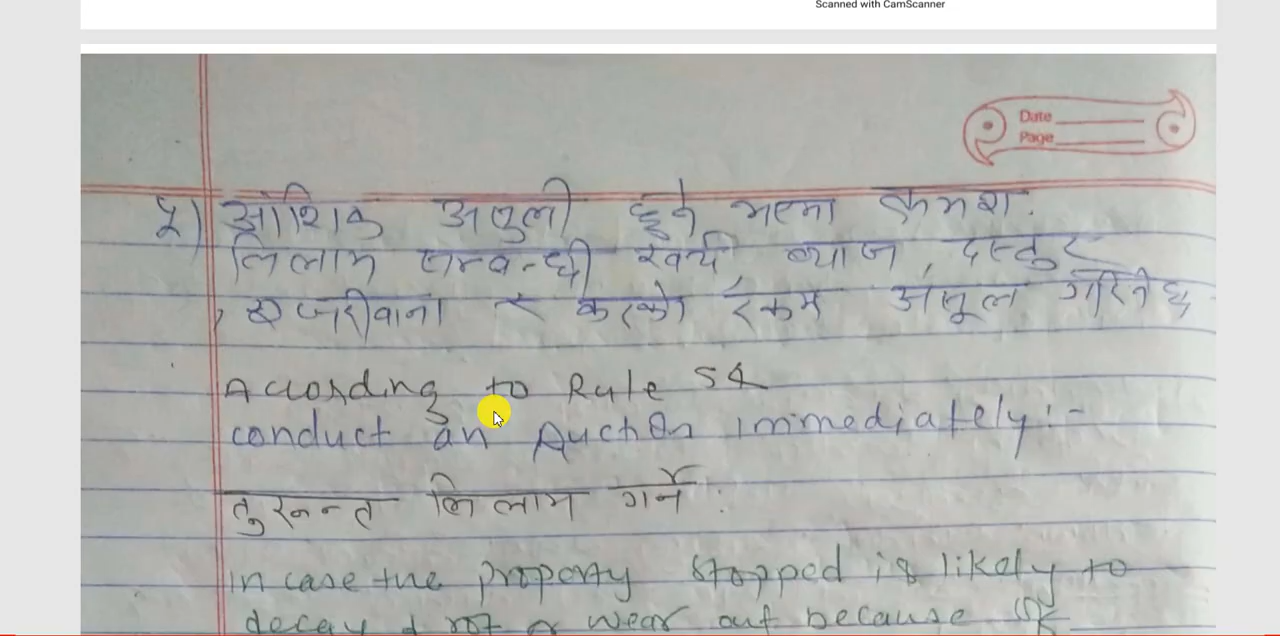 Scanned with CamScanner
Date
Page
५) आंशिक असुली हुने भएमा क्रमश.
लिलाम सम्बन्धी खर्च, ब्याज, दस्तुर
, जरीवाना र करको रकम असूल गरिनेछ
According to Rule 54
conduct an Auction immediately:-
तुरुन्त लिलाम गर्ने:
In case the property stopped is likely to
decay rot or wear out because of